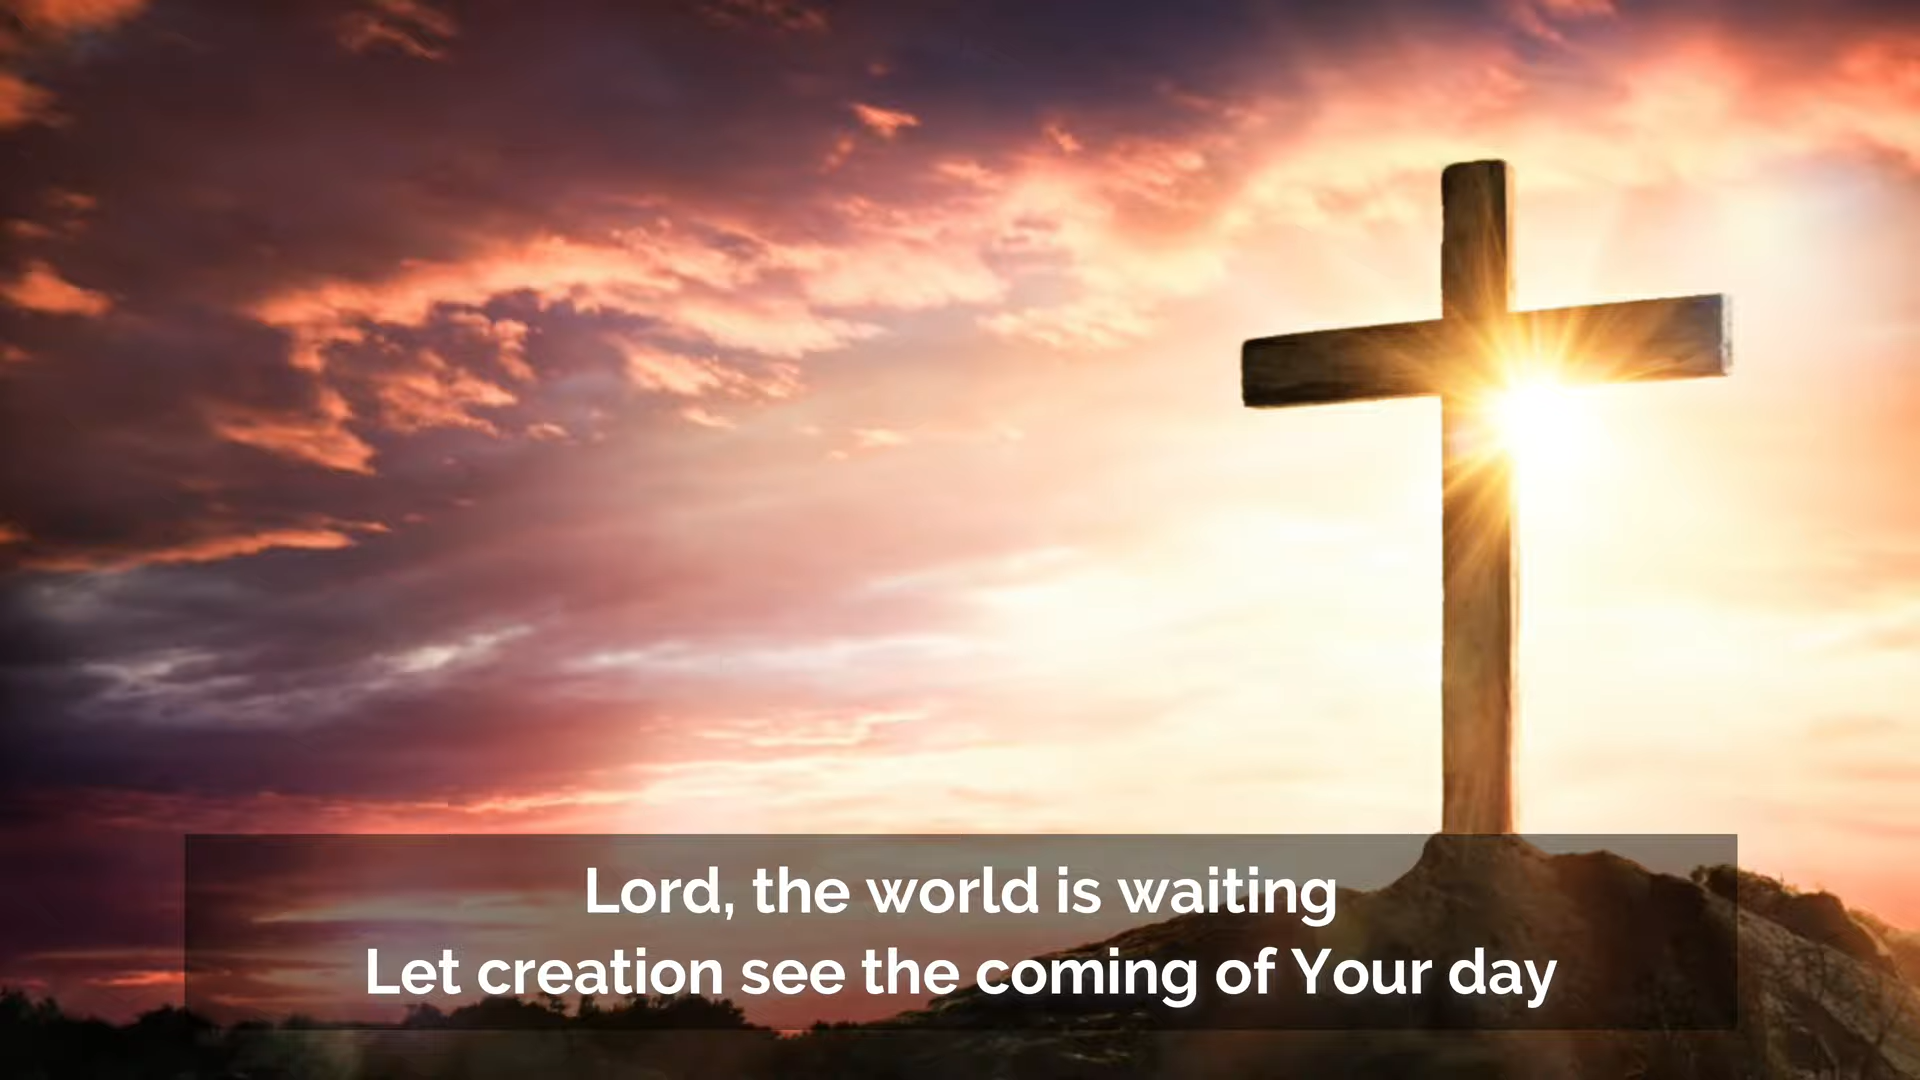 Lord, the world is waiting
Let creation see the coming of Your day